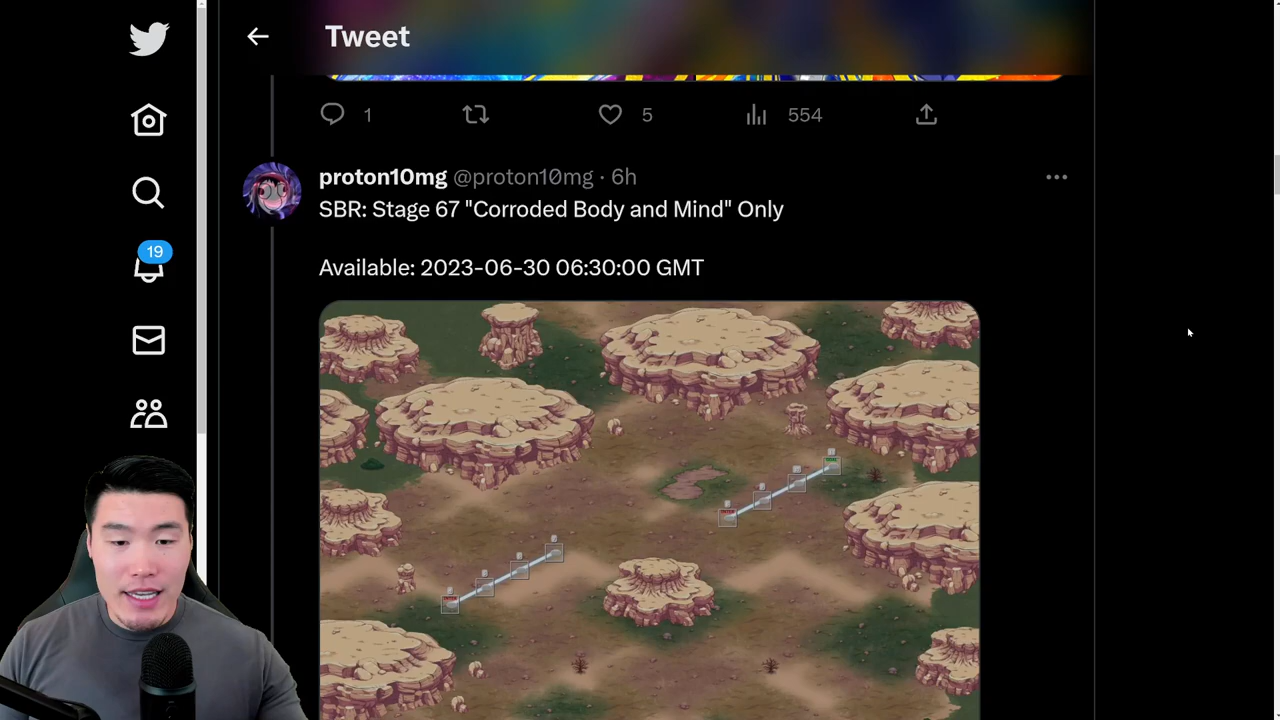 Tweet
1
5
554
proton10mg @proton10mg · 6h
SBR: Stage 67 "Corroded Body and Mind" Only
Available: 2023-06-30 06:30:00 GMT
19